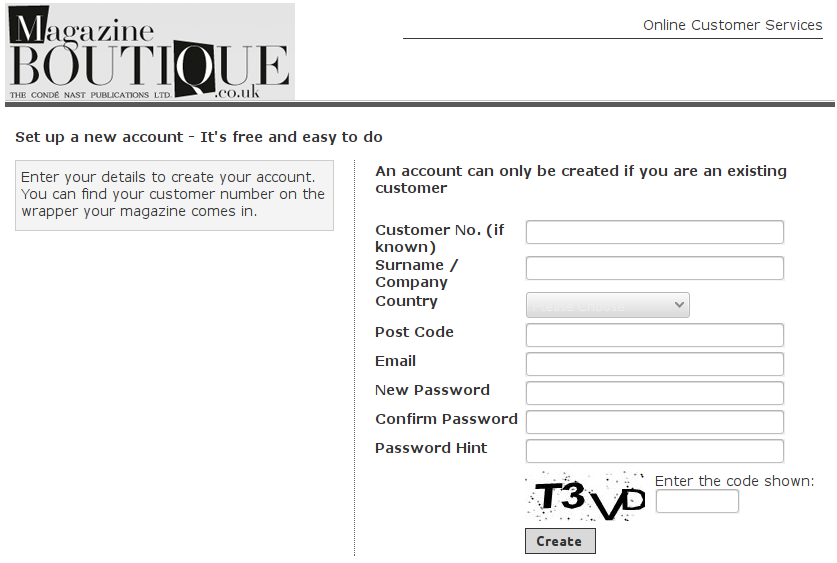 Magazine
BOUTIQUE
THE CONDÉ NAST PUBLICATIONS LTD. .co.uk
Online Customer Services
Set up a new account - It's free and easy to do
Enter your details to create your account.
You can find your customer number on the
wrapper your magazine comes in.
An account can only be created if you are an existing
customer
Customer No. (if
known)
Surname /
Company
Country
Please Choose
Post Code
Email
New Password
Confirm Password
Password Hint
T3VD
Enter the code shown:
Create